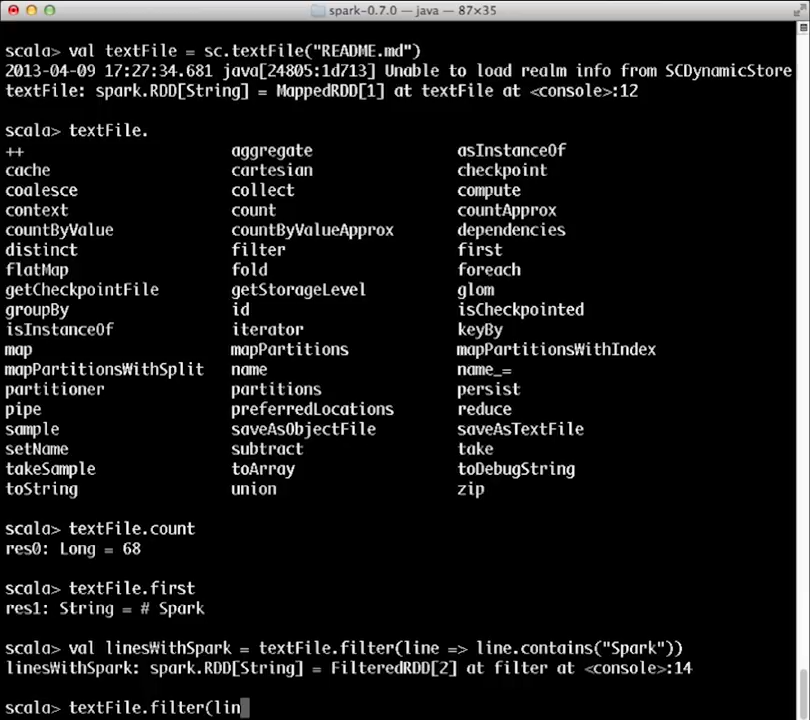 spark-0.7.0 — java — 87×35
scala> val textFile = sc.textFile("README.md")
2013-04-09 17:27:34.681 java[24805:1d713] Unable to load realm info from SCDynamicStore
textFile: spark.RDD[String] = MappedRDD[1] at textFile at <console>:12
scala> textFile.
++ aggregate asInstanceOf
cache cartesian checkpoint
coalesce collect compute
context count countApprox
countByValue countByValueApprox dependencies
distinct filter first
flatMap fold foreach
getCheckpointFile getStorageLevel glom
groupBy id isCheckpointed
isInstanceOf iterator keyBy
map mapPartitions mapPartitionsWithIndex
mapPartitionsWithSplit name name_=
partitioner partitions persist
pipe preferredLocations reduce
sample saveAsObjectFile saveAsTextFile
setName subtract take
takeSample toArray toDebugString
toString union zip
scala> textFile.count
res0: Long = 68
scala> textFile.first
res1: String = # Spark
scala> val linesWithSpark = textFile.filter(line => line.contains("Spark"))
linesWithSpark: spark.RDD[String] = FilteredRDD[2] at filter at <console>:14
scala> textFile.filter(lin